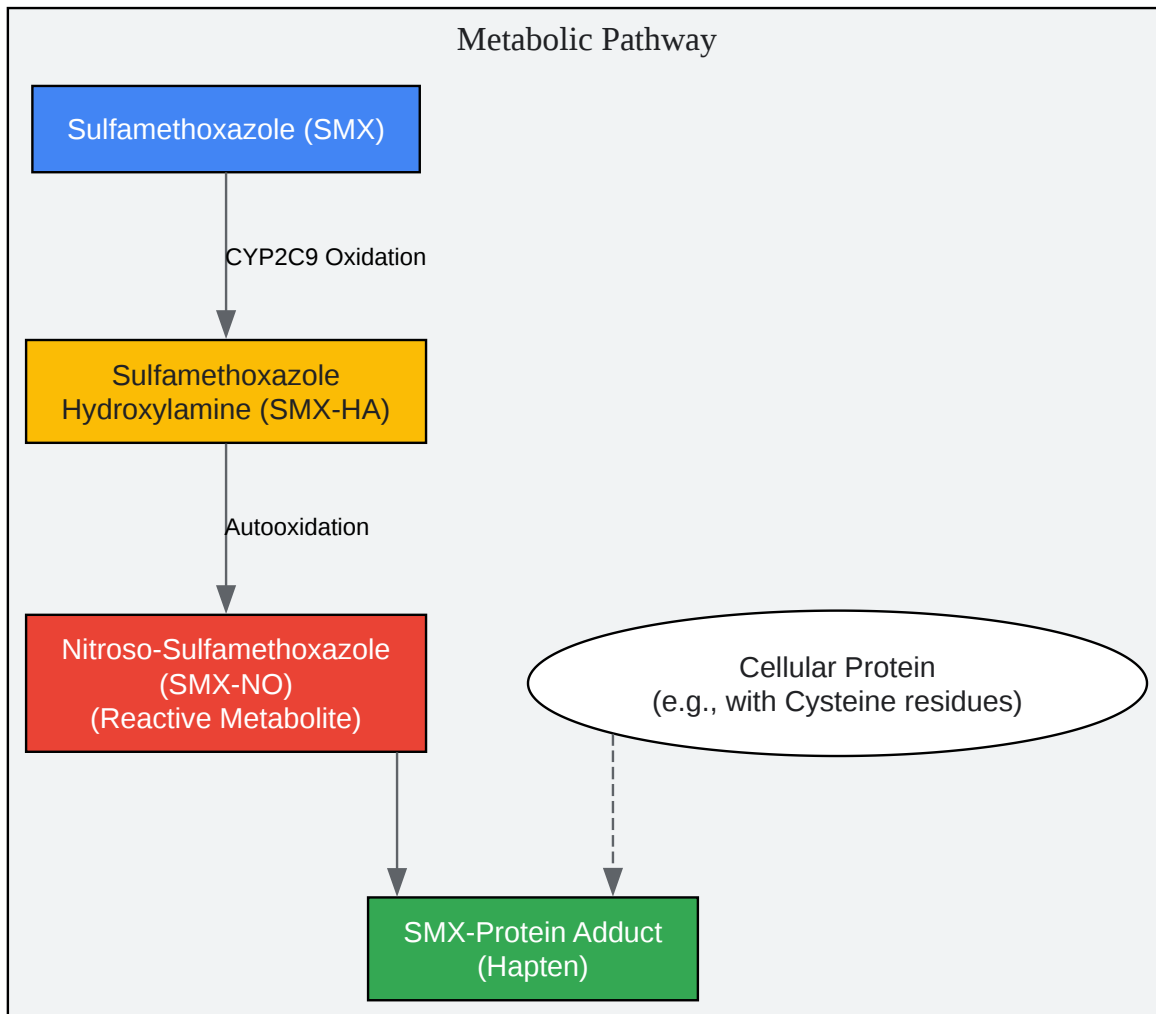 Metabolic Pathway
Sulfamethoxazole (SMX)
CYP2C9 Oxidation
Sulfamethoxazole
Hydroxylamine (SMX-HA)
Autooxidation
Nitroso-Sulfamethoxazole
(SMX-NO)
(Reactive Metabolite)
Cellular Protein
(e.g., with Cysteine residues)
SMX-Protein Adduct
(Hapten)